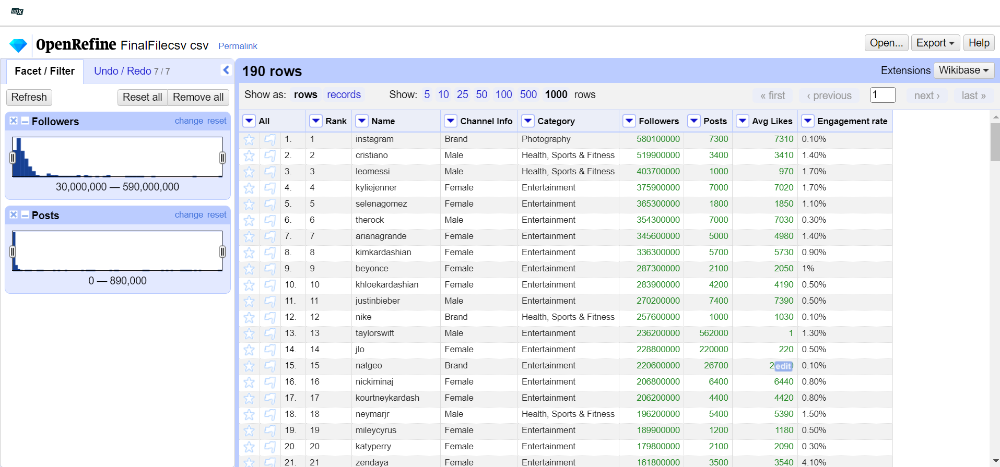 edX
OpenRefine FinalFilecsv csv Permalink Open... Export Help
Facet / Filter Undo / Redo 7 / 7 190 rows Extensions Wikibase
Refresh Reset all Remove all Show as: rows records Show: 5 10 25 50 100 500 1000 rows « first ‹ previous 1 next › last »
Followers change reset
30,000,000 — 590,000,000
Posts change reset
0 — 890,000
All Rank Name Channel Info Category Followers Posts Avg Likes Engagement rate
1. 1 instagram Brand Photography 580100000 7300 7310 0.10%
2. 2 cristiano Male Health, Sports & Fitness 519900000 3400 3410 1.40%
3. 3 leomessi Male Health, Sports & Fitness 403700000 1000 970 1.70%
4. 4 kyliejenner Female Entertainment 375900000 7000 7020 1.70%
5. 5 selenagomez Female Entertainment 365300000 1800 1850 1.10%
6. 6 therock Male Entertainment 354300000 7000 7030 0.30%
7. 7 arianagrande Female Entertainment 345600000 5000 4980 1.40%
8. 8 kimkardashian Female Entertainment 336300000 5700 5730 0.90%
9. 9 beyonce Female Entertainment 287300000 2100 2050 1%
10. 10 khloekardashian Female Entertainment 283900000 4200 4190 0.50%
11. 11 justinbieber Male Entertainment 270200000 7400 7390 0.50%
12. 12 nike Brand Health, Sports & Fitness 257600000 1000 1030 0.10%
13. 13 taylorswift Male Entertainment 236200000 562000 1 1.30%
14. 14 jlo Female Entertainment 228800000 220000 220 0.50%
15. 15 natgeo Brand Entertainment 220600000 26700 edit 0.10%
16. 16 nickiminaj Female Entertainment 206800000 6400 6440 0.80%
17. 17 kourtneykardash Female Entertainment 206200000 4400 4420 0.80%
18. 18 neymarjr Male Health, Sports & Fitness 196200000 5400 5390 1.50%
19. 19 mileycyrus Female Entertainment 189900000 1200 1180 0.50%
20. 20 katyperry Female Entertainment 179800000 2100 2090 0.30%
21. 21 zendaya Female Entertainment 161800000 3500 3540 4.10%